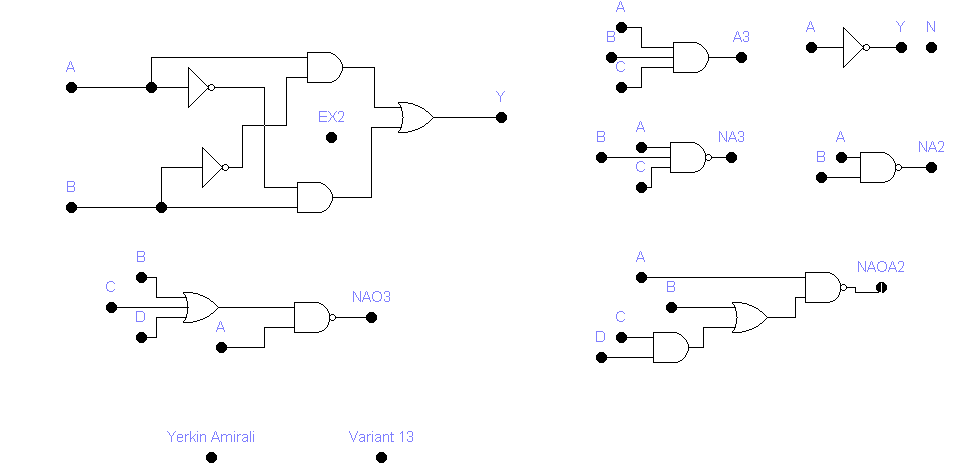 A
B
EX2
Y
A
B
C
A3
A
Y
N
A
B
C
NA3
A
B
NA2
B
C
D
A
NAO3
A
B
C
D
NAOA2
Yerkin Amirali
Variant 13